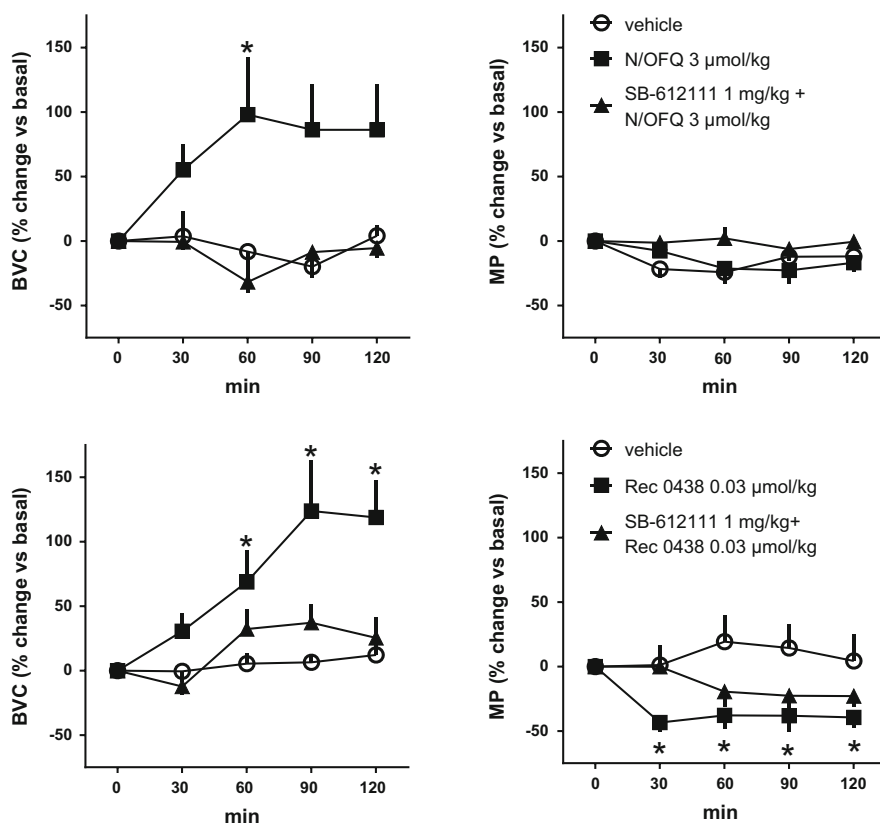 BVC (% change vs basal)
150
100
50
0
-50
*
0 30 60 90 120
min
MP (% change vs basal)
150
100
50
0
-50
vehicle
N/OFQ 3 µmol/kg
SB-612111 1 mg/kg +
N/OFQ 3 µmol/kg
0 30 60 90 120
min
BVC (% change vs basal)
150
100
50
0
-50
* * *
0 30 60 90 120
min
MP (% change vs basal)
150
100
50
0
-50
vehicle
Rec 0438 0.03 µmol/kg
SB-612111 1 mg/kg+
Rec 0438 0.03 µmol/kg
* * * *
0 30 60 90 120
min